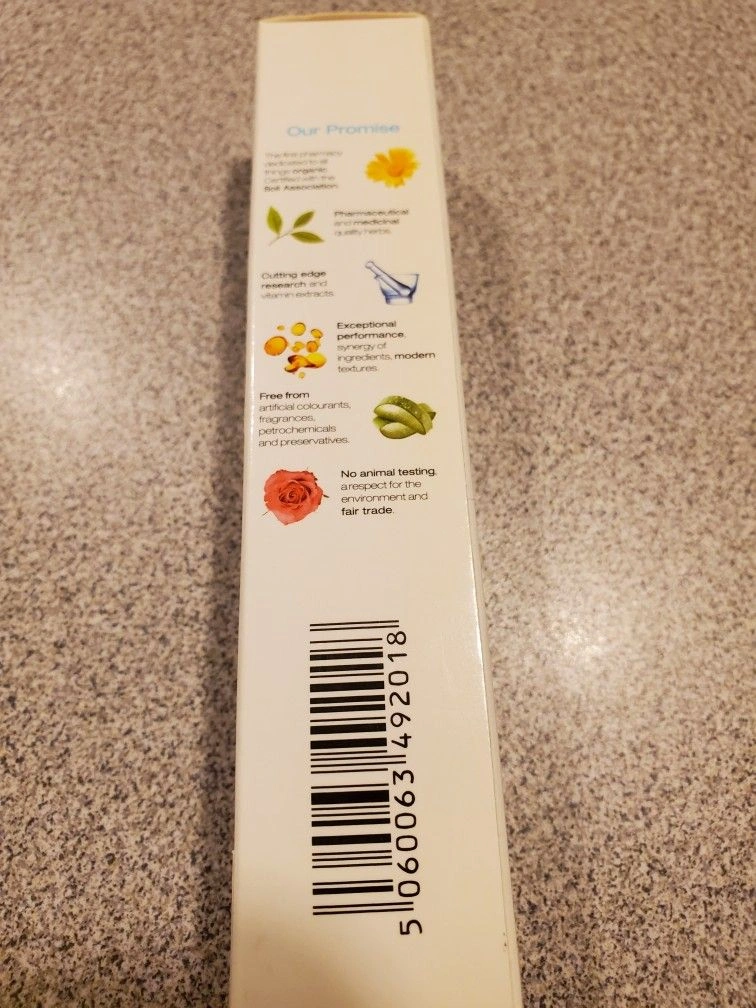 Our Promise
The first pharmacy
dedicated to all
things organic.
Certified with the
Soil Association.
Pharmaceutical
and medicinal
quality herbs.
Cutting edge
research and
vitamin extracts.
Exceptional
performance,
synergy of
ingredients, modern
textures.
Free from
artificial colourants,
fragrances,
petrochemicals
and preservatives.
No animal testing,
a respect for the
environment and
fair trade.
5 060063 492018